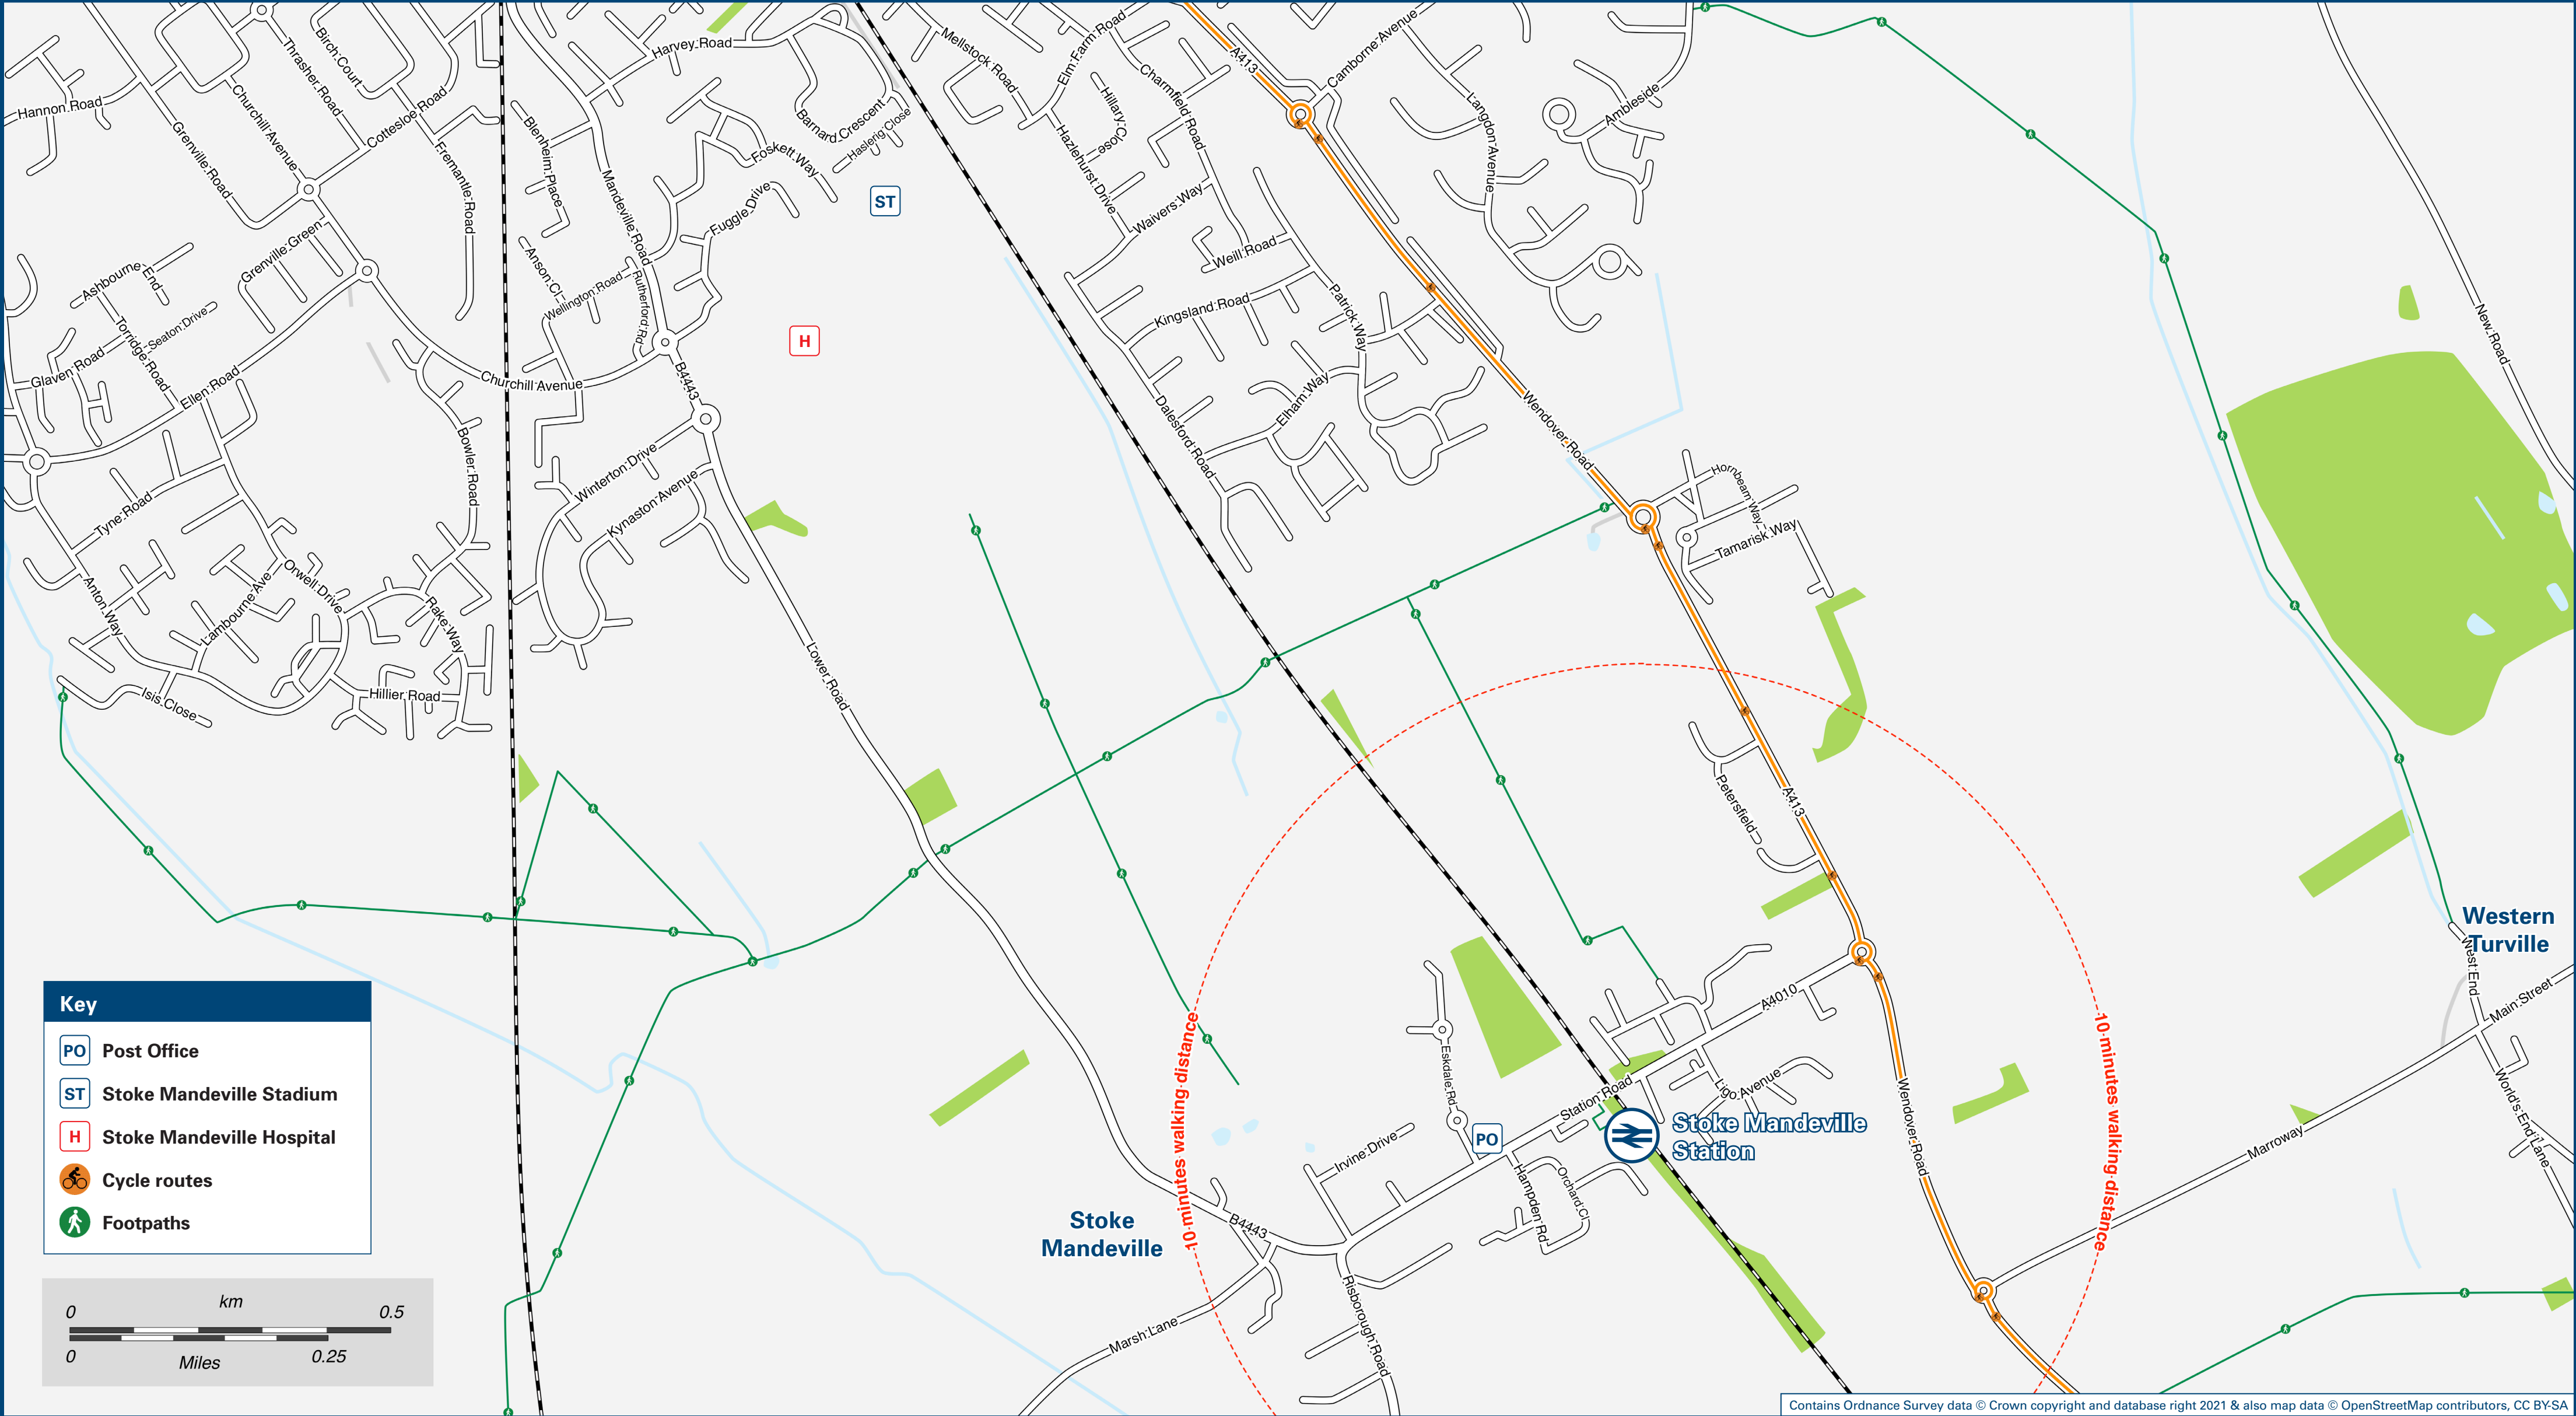 Harvey Road
Mellstock Road
Elm Farm Road
A413
Camborne Avenue
Birch Court
Thrasher Road
Churchill Avenue
Cottesloe Road
Hannon Road
Grenville Road
Fremantle Road
Blenheim Place
Mandeville Road
Barnard Crescent
Haslerig Close
Foskett Way
Fuggle Drive
ST
Hillary Close
Charmfield Road
Hazlehurst Drive
Waivers Way
Langdon Avenue
Ambleside
Grenville Green
Ashbourne End
Anson Cl
Wellington Road
Rutherford Rd
Weill Road
Kingsland Road
Patrick Way
New Road
Torridge Road
Seaton Drive
Glaven Road
Ellen Road
Churchill Avenue
B4443
H
Elham Way
Dalesford Road
Wendover Road
Bowler Road
Winterton Drive
Kynaston Avenue
Hornbeam Way
Tamarisk Way
Tyne Road
Anton Way
Orwell Drive
Lambourne Ave
Rake Way
Isis Close
Hillier Road
Lower Road
Petersfield
A413
Western
Turville
West End
Main Street
A4010
Eskdale Rd
Station Road
Ligo Avenue
World's End Lane
Marroway
PO
Stoke Mandeville
Station
Irvine Drive
Hampden Rd
Orchard Cl
Wendover Road
10 minutes walking distance
10 minutes walking distance
Stoke
Mandeville
B4443
Risborough Road
Marsh Lane
Key
PO Post Office
ST Stoke Mandeville Stadium
H Stoke Mandeville Hospital
Cycle routes
Footpaths
km
0 0.5
0 Miles 0.25
Contains Ordnance Survey data © Crown copyright and database right 2021 & also map data © OpenStreetMap contributors, CC BY-SA